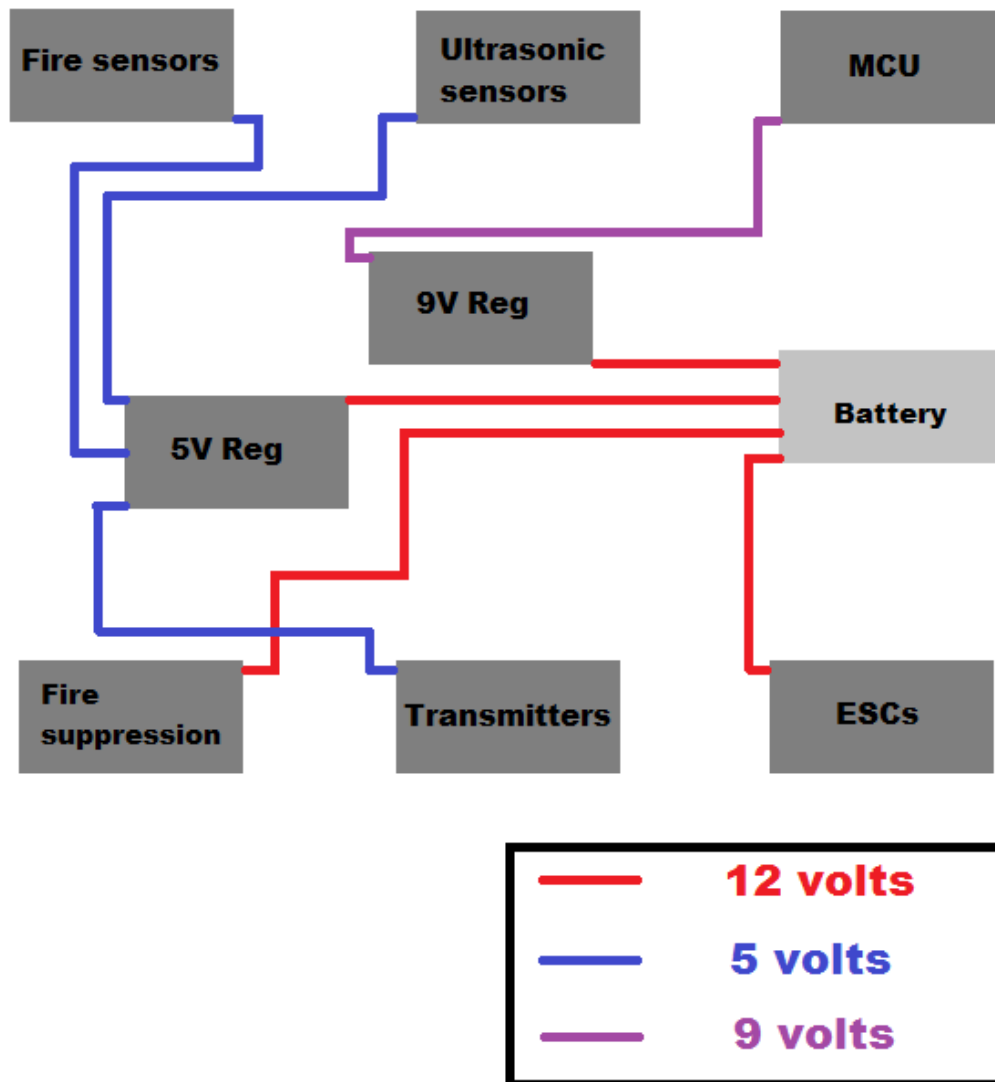 Fire sensors
Ultrasonic
sensors
MCU
9V Reg
Battery
5V Reg
Fire
suppression
Transmitters
ESCs
12 volts
5 volts
9 volts